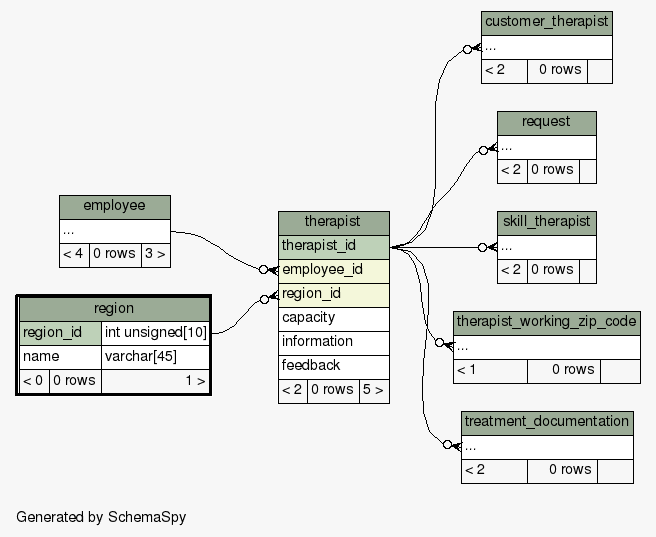 customer_therapist
...
< 2 0 rows
request
...
< 2 0 rows
employee
...
< 4 0 rows 3 >
therapist
therapist_id
employee_id
region_id
capacity
information
feedback
< 2 0 rows 5 >
skill_therapist
...
< 2 0 rows
region
region_id int unsigned[10]
name varchar[45]
< 0 0 rows 1 >
therapist_working_zip_code
...
< 1 0 rows
treatment_documentation
...
< 2 0 rows
Generated by SchemaSpy